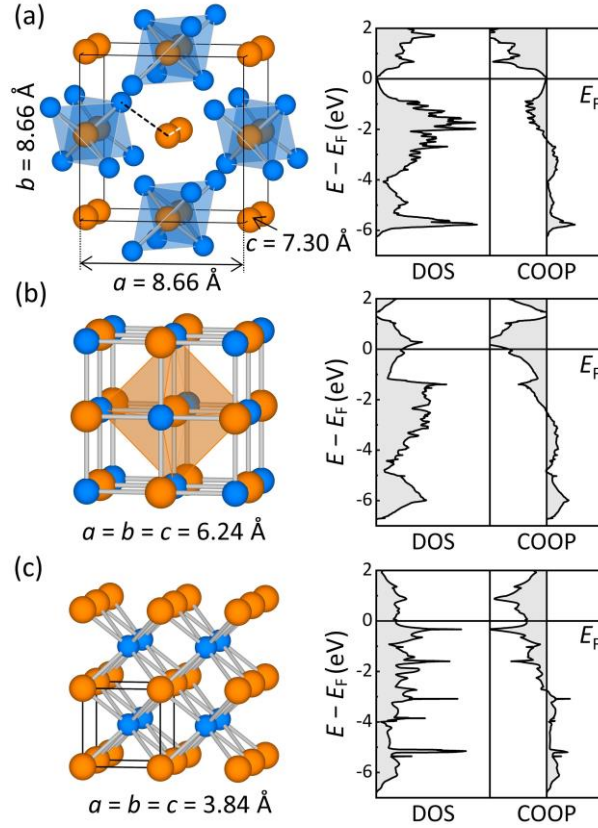 (a)
b = 8.66 Å
c = 7.30 Å
a = 8.66 Å
E – E_F (eV)
2
0
-2
-4
-6
E_F
DOS
COOP
(b)
a = b = c = 6.24 Å
E – E_F (eV)
2
0
-2
-4
-6
E_F
DOS
COOP
(c)
a = b = c = 3.84 Å
E – E_F (eV)
2
0
-2
-4
-6
E_F
DOS
COOP